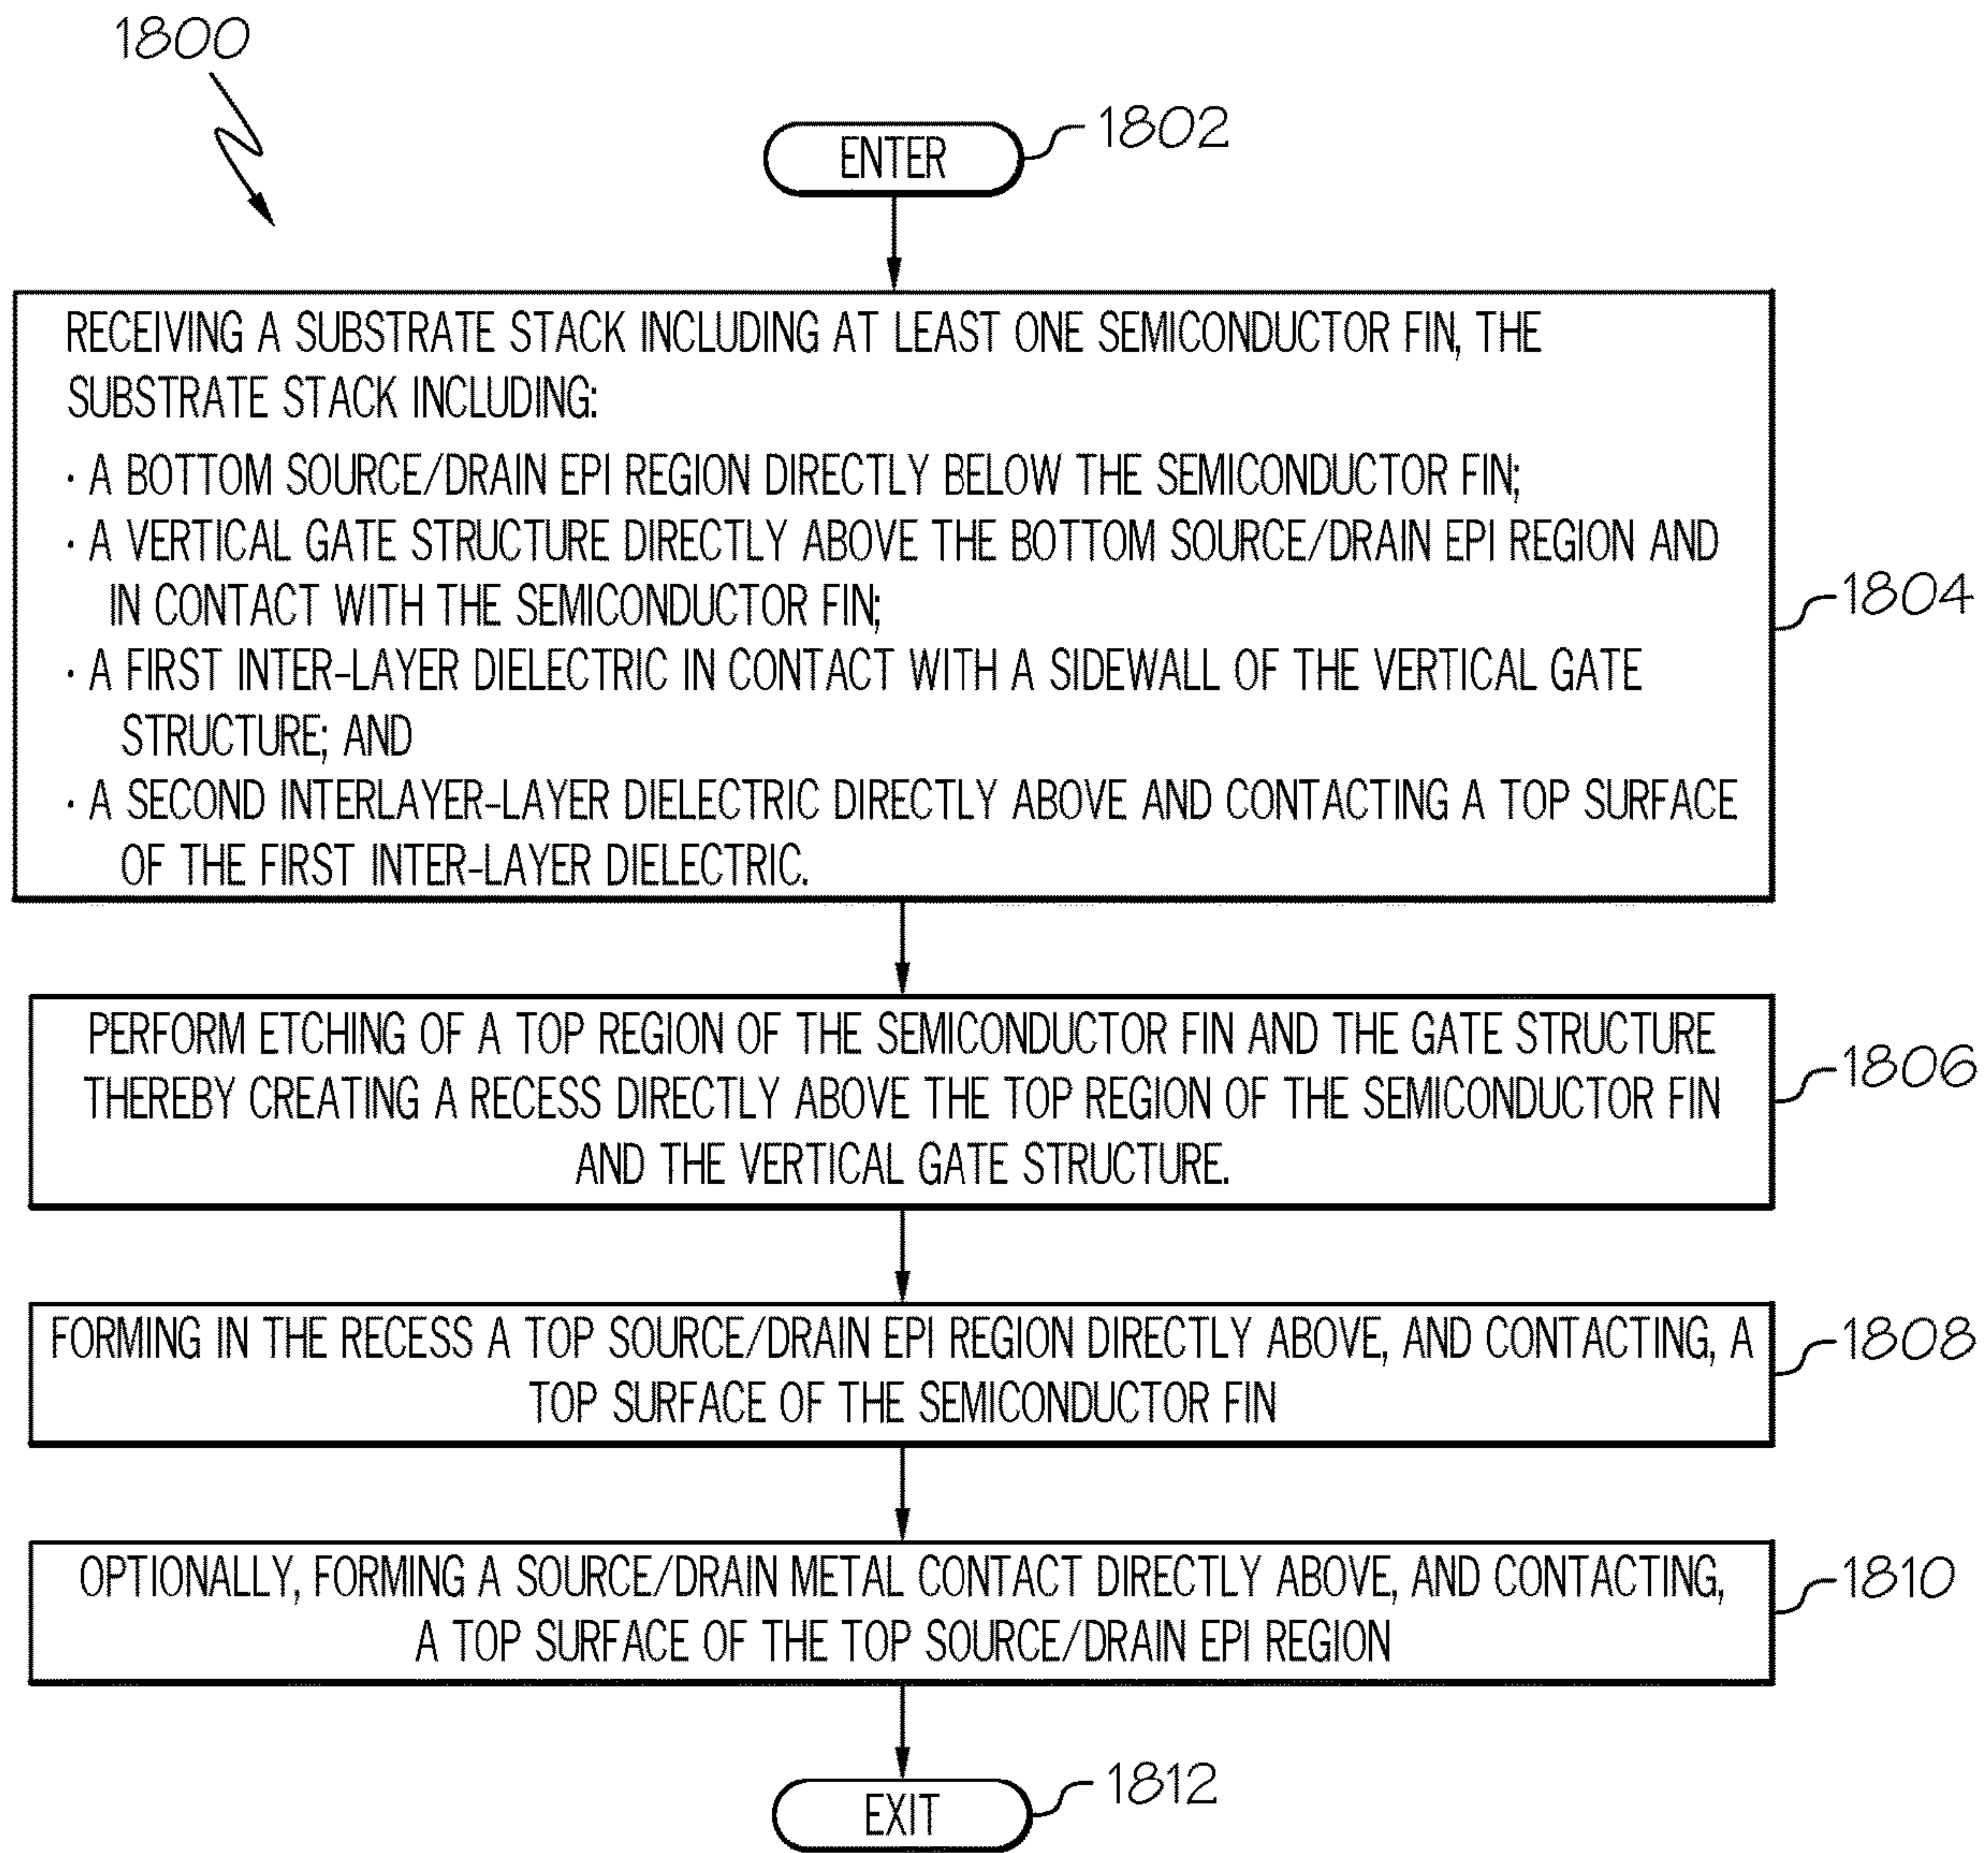 1800
ENTER
1802
RECEIVING A SUBSTRATE STACK INCLUDING AT LEAST ONE SEMICONDUCTOR FIN, THE
SUBSTRATE STACK INCLUDING:
· A BOTTOM SOURCE/DRAIN EPI REGION DIRECTLY BELOW THE SEMICONDUCTOR FIN;
· A VERTICAL GATE STRUCTURE DIRECTLY ABOVE THE BOTTOM SOURCE/DRAIN EPI REGION AND
IN CONTACT WITH THE SEMICONDUCTOR FIN;
· A FIRST INTER-LAYER DIELECTRIC IN CONTACT WITH A SIDEWALL OF THE VERTICAL GATE
STRUCTURE; AND
· A SECOND INTERLAYER-LAYER DIELECTRIC DIRECTLY ABOVE AND CONTACTING A TOP SURFACE
OF THE FIRST INTER-LAYER DIELECTRIC.
1804
PERFORM ETCHING OF A TOP REGION OF THE SEMICONDUCTOR FIN AND THE GATE STRUCTURE
THEREBY CREATING A RECESS DIRECTLY ABOVE THE TOP REGION OF THE SEMICONDUCTOR FIN
AND THE VERTICAL GATE STRUCTURE.
1806
FORMING IN THE RECESS A TOP SOURCE/DRAIN EPI REGION DIRECTLY ABOVE, AND CONTACTING, A
TOP SURFACE OF THE SEMICONDUCTOR FIN
1808
OPTIONALLY, FORMING A SOURCE/DRAIN METAL CONTACT DIRECTLY ABOVE, AND CONTACTING,
A TOP SURFACE OF THE TOP SOURCE/DRAIN EPI REGION
1810
EXIT
1812